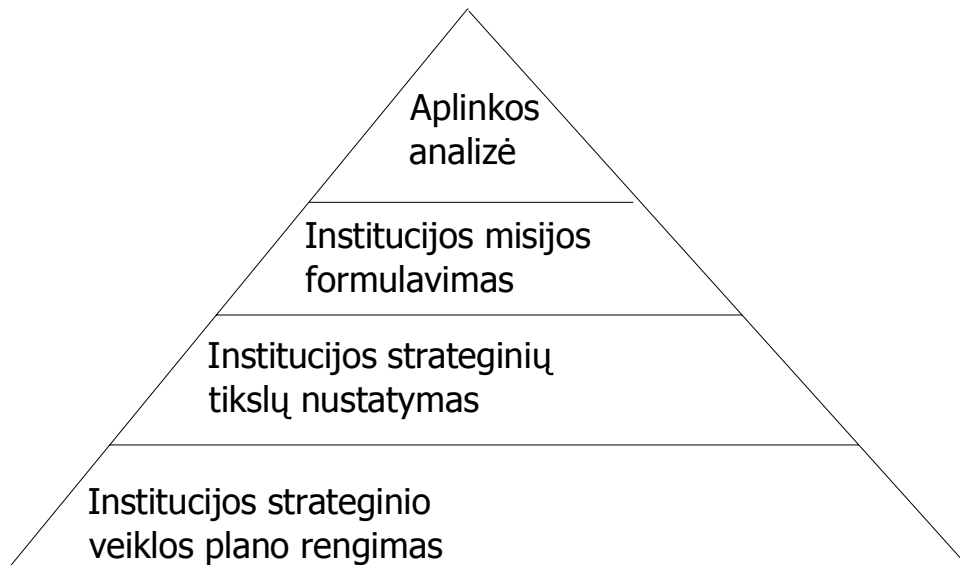 Aplinkos
analizė
Institucijos misijos
formulavimas
Institucijos strateginių
tikslų nustatymas
Institucijos strateginio
veiklos plano rengimas